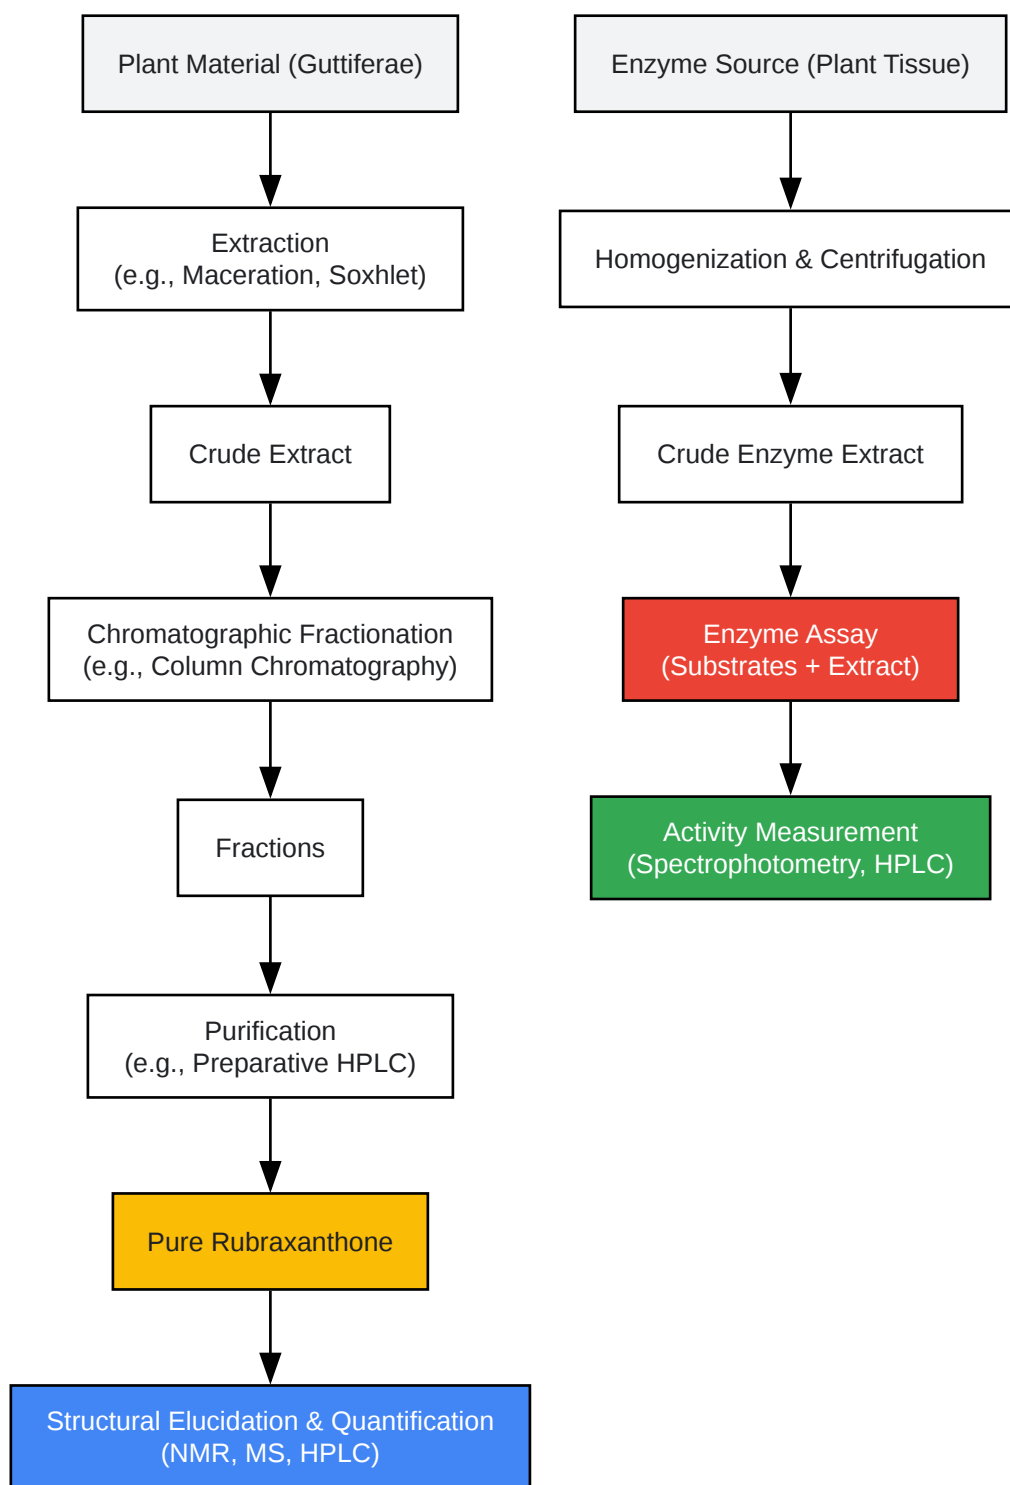 Plant Material (Guttiferae)
Extraction
(e.g., Maceration, Soxhlet)
Crude Extract
Chromatographic Fractionation
(e.g., Column Chromatography)
Fractions
Purification
(e.g., Preparative HPLC)
Pure Rubraxanthone
Structural Elucidation & Quantification
(NMR, MS, HPLC)
Enzyme Source (Plant Tissue)
Homogenization & Centrifugation
Crude Enzyme Extract
Enzyme Assay
(Substrates + Extract)
Activity Measurement
(Spectrophotometry, HPLC)